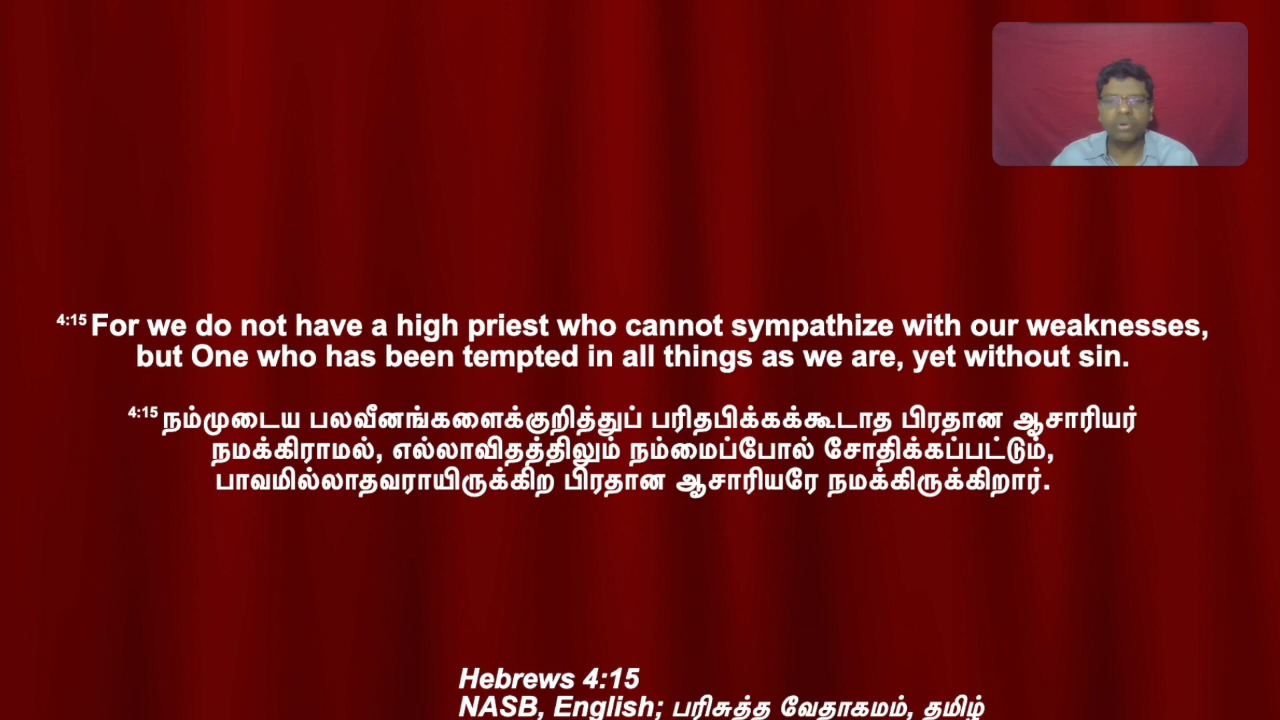 4:15 For we do not have a high priest who cannot sympathize with our weaknesses,
but One who has been tempted in all things as we are, yet without sin.
4:15 நம்முடைய பலவீனங்களைக்குறித்துப் பரிதபிக்கக்கூடாத பிரதான ஆசாரியர்
நமக்கிராமல், எல்லாவிதத்திலும் நம்மைப்போல் சோதிக்கப்பட்டும்,
பாவமில்லாதவராயிருக்கிற பிரதான ஆசாரியரே நமக்கிருக்கிறார்.
Hebrews 4:15
NASB, English; பரிசுத்த வேதாகமம், தமிழ்